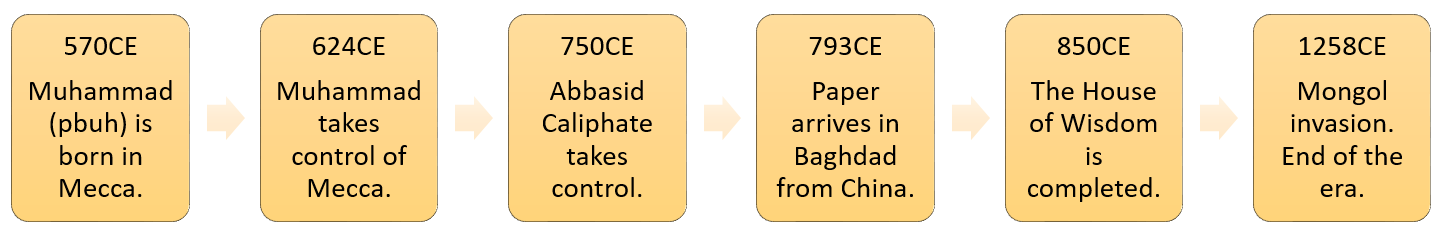 570CE
Muhammad
(pbuh) is
born in
Mecca.
624CE
Muhammad
takes
control of
Mecca.
750CE
Abbasid
Caliphate
takes
control.
793CE
Paper
arrives in
Baghdad
from China.
850CE
The House
of Wisdom
is
completed.
1258CE
Mongol
invasion.
End of the
era.